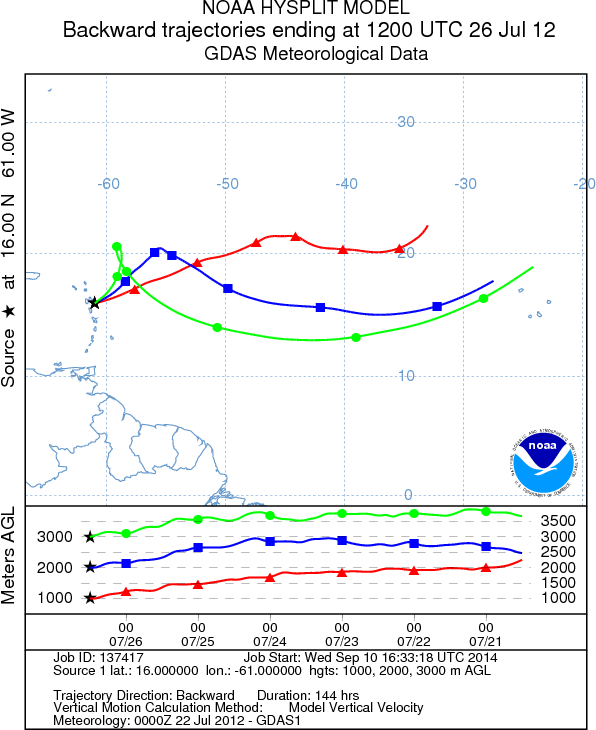 NOAA HYSPLIT MODEL
Backward trajectories ending at 1200 UTC 26 Jul 12
GDAS Meteorological Data
Source ★ at 16.00 N 61.00 W
30
-60 -50 -40 -30 -20
20
10
0
noaa
Meters AGL
3000 2000 1000
3500
3000
2500
2000
1500
1000
00 00 00 00 00 00
07/26 07/25 07/24 07/23 07/22 07/21
Job ID: 137417 Job Start: Wed Sep 10 16:33:18 UTC 2014
Source 1 lat.: 16.000000 lon.: -61.000000 hgts: 1000, 2000, 3000 m AGL
Trajectory Direction: Backward Duration: 144 hrs
Vertical Motion Calculation Method: Model Vertical Velocity
Meteorology: 0000Z 22 Jul 2012 - GDAS1